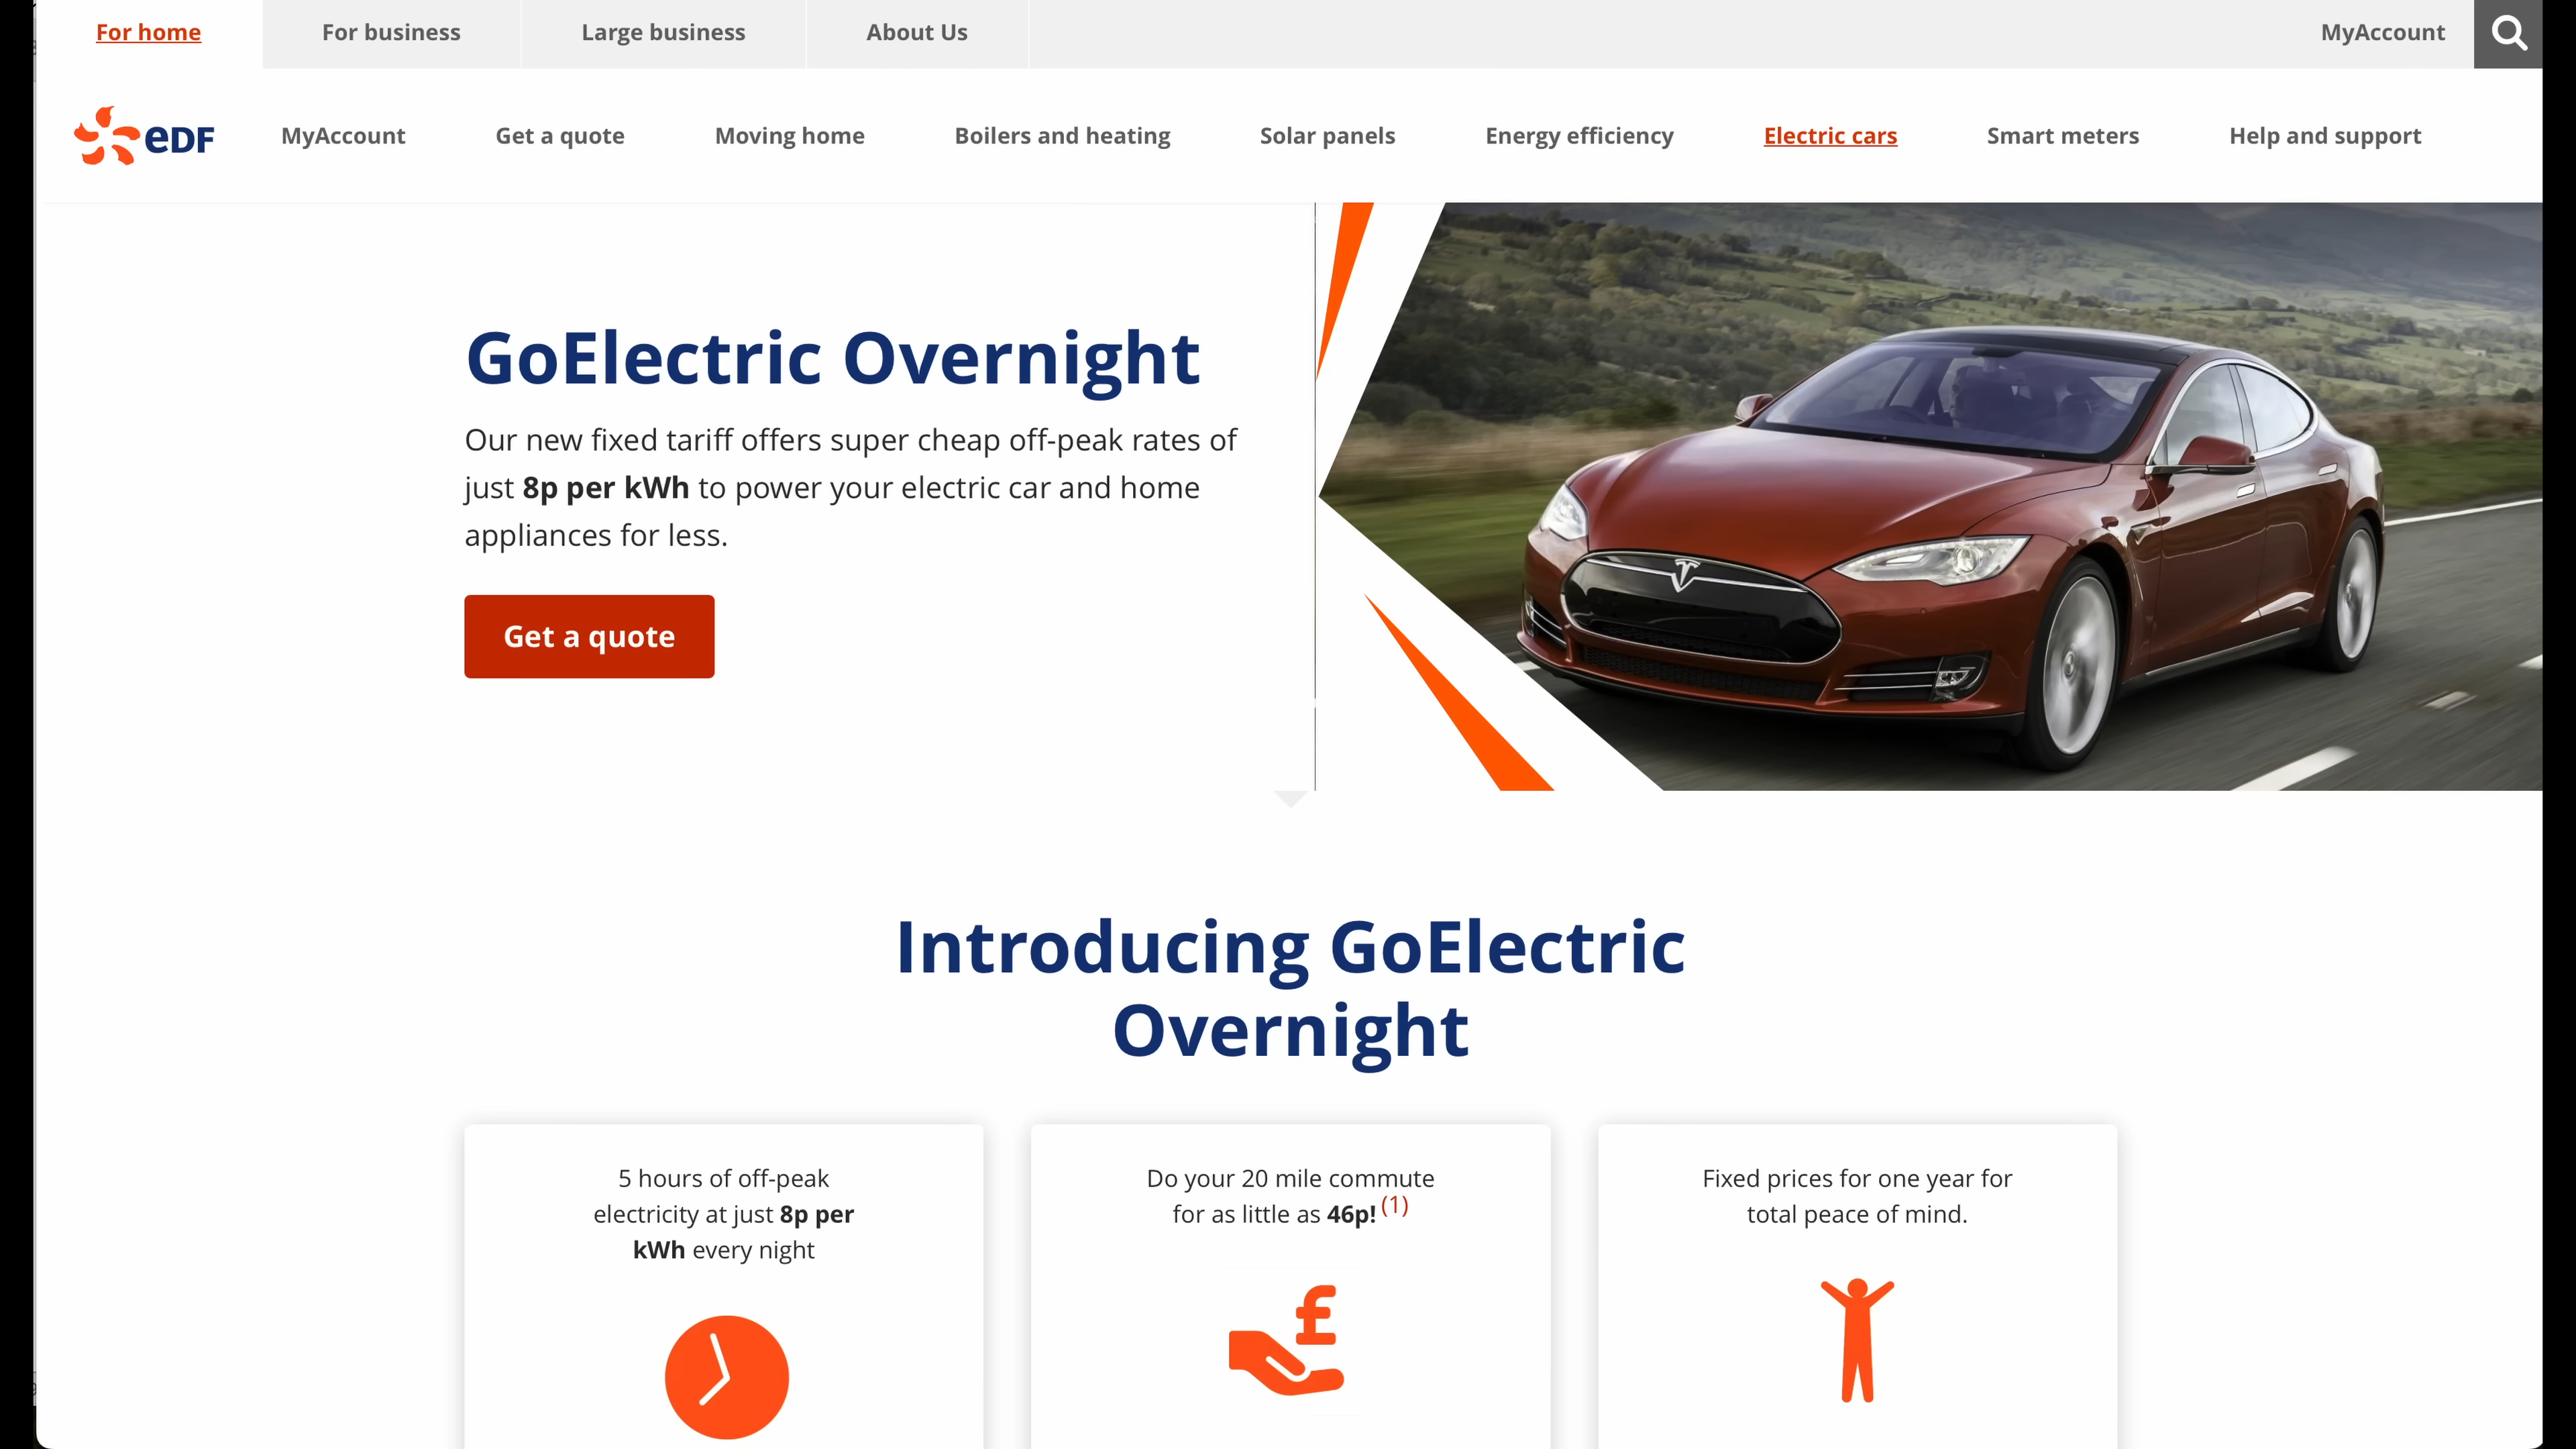 For home
For business
Large business
About Us
MyAccount
eDF
MyAccount
Get a quote
Moving home
Boilers and heating
Solar panels
Energy efficiency
Electric cars
Smart meters
Help and support
GoElectric Overnight
Our new fixed tariff offers super cheap off-peak rates of
just 8p per kWh to power your electric car and home
appliances for less.
Get a quote
Introducing GoElectric
Overnight
5 hours of off-peak
electricity at just 8p per
kWh every night
Do your 20 mile commute
for as little as 46p! (1)
Fixed prices for one year for
total peace of mind.
£